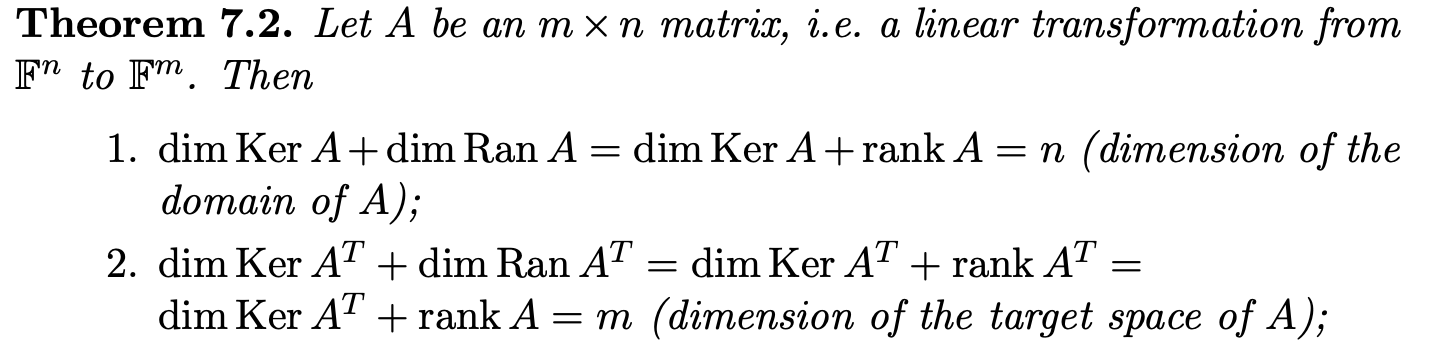 Theorem 7.2. Let A be an m × n matrix, i.e. a linear transformation from
𝔽ⁿ to 𝔽ᵐ. Then
1. dim Ker A + dim Ran A = dim Ker A + rank A = n (dimension of the
domain of A);
2. dim Ker Aᵀ + dim Ran Aᵀ = dim Ker Aᵀ + rank Aᵀ =
dim Ker Aᵀ + rank A = m (dimension of the target space of A);